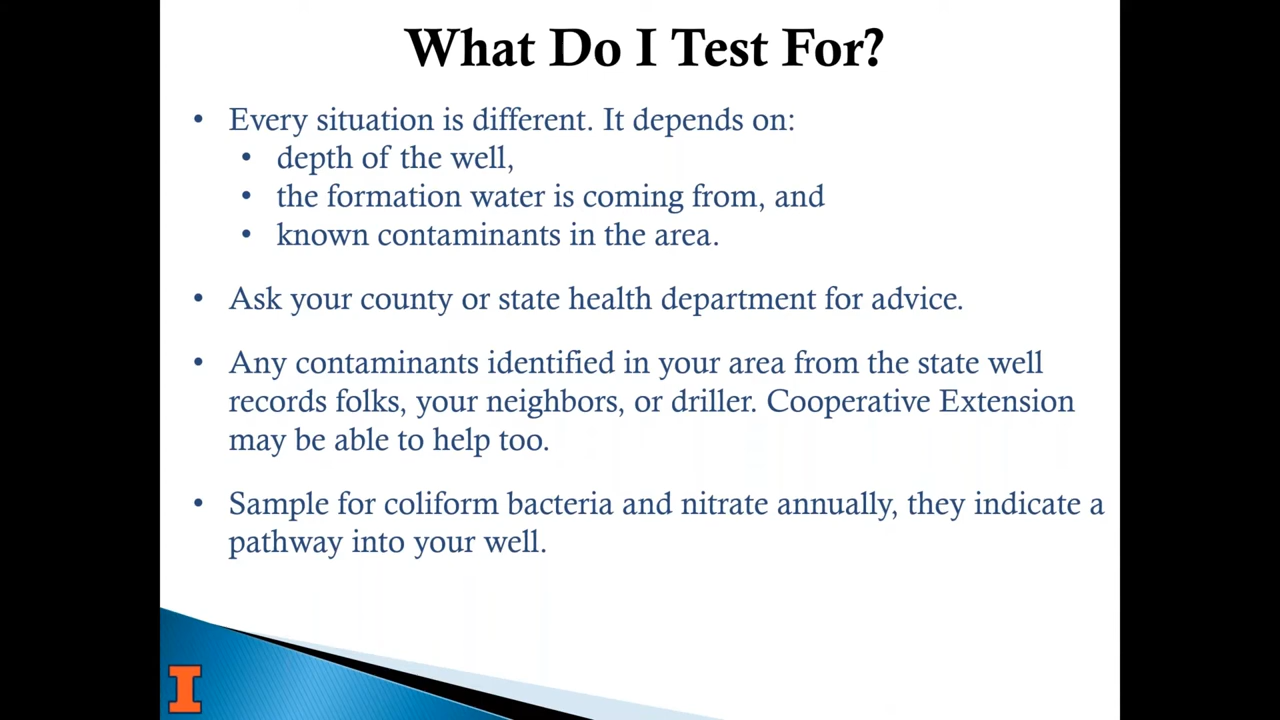 What Do I Test For?
• Every situation is different. It depends on:
• depth of the well,
• the formation water is coming from, and
• known contaminants in the area.
• Ask your county or state health department for advice.
• Any contaminants identified in your area from the state well
records folks, your neighbors, or driller. Cooperative Extension
may be able to help too.
• Sample for coliform bacteria and nitrate annually, they indicate a
pathway into your well.
I